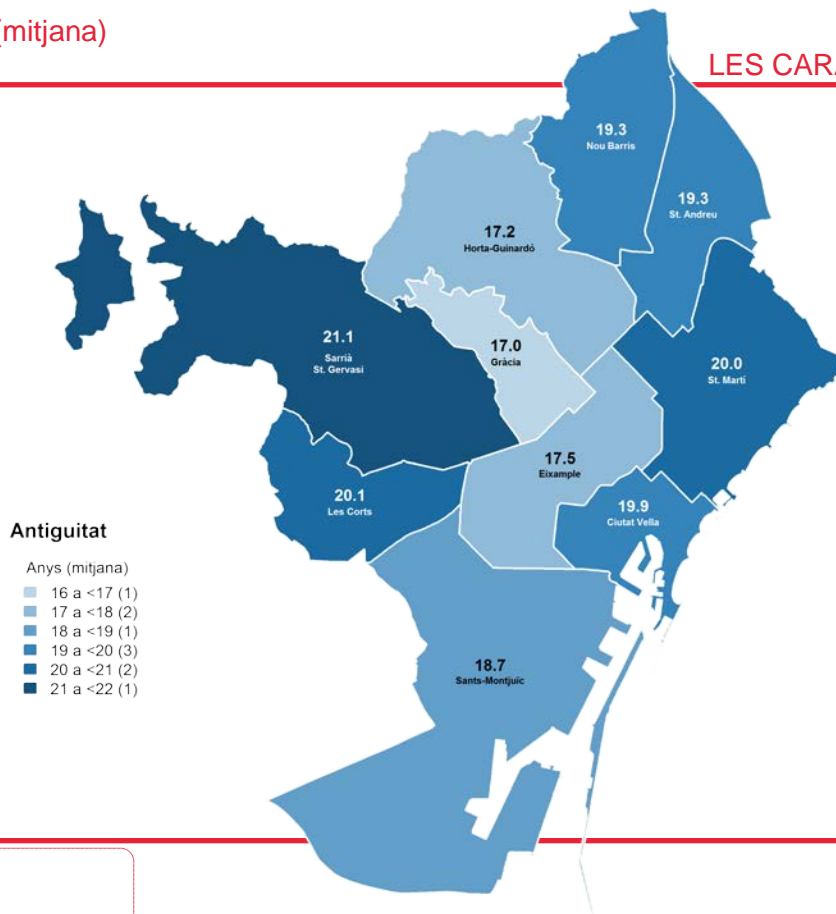 (mitjana)
LES CARA
19.3
Nou Barris
19.3
St. Andreu
17.2
Horta-Guinardó
21.1
Sarrià
St. Gervasi
17.0
Gràcia
20.0
St. Martí
17.5
Eixample
20.1
Les Corts
19.9
Ciutat Vella
18.7
Sants-Montjuïc
Antiguitat
Anys (mitjana)
16 a <17 (1)
17 a <18 (2)
18 a <19 (1)
19 a <20 (3)
20 a <21 (2)
21 a <22 (1)